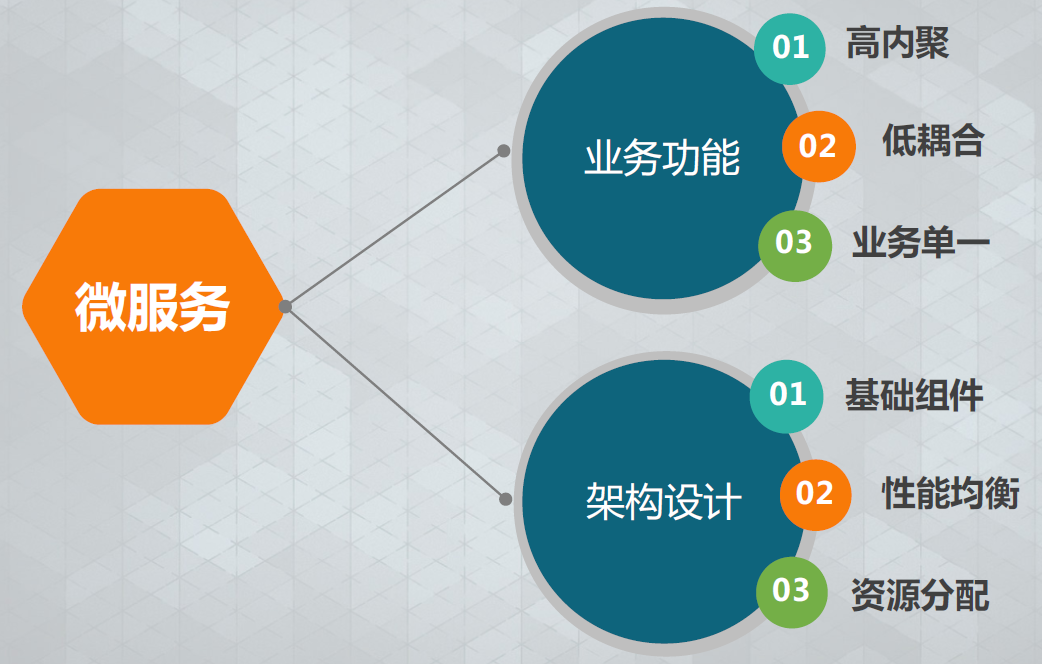 微服务
业务功能
01 高内聚
02 低耦合
03 业务单一
架构设计
01 基础组件
02 性能均衡
03 资源分配